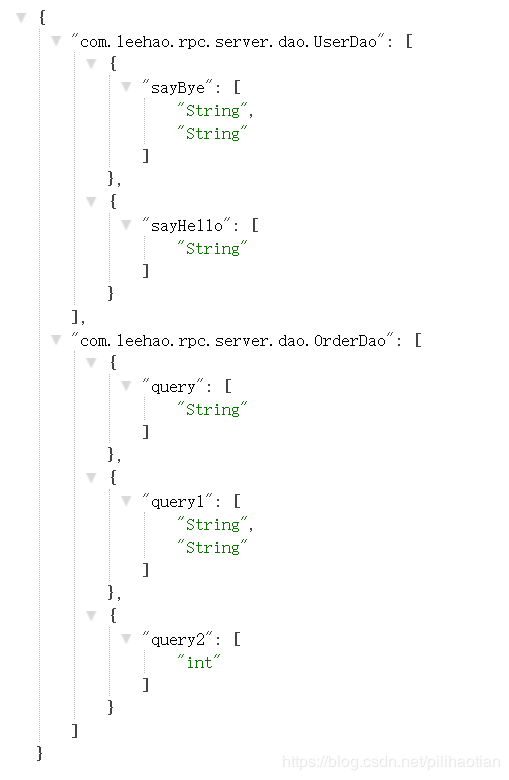 {
"com.leehao.rpc.server.dao.UserDao": [
{
"sayBye": [
"String",
"String"
]
},
{
"sayHello": [
"String"
]
}
],
"com.leehao.rpc.server.dao.OrderDao": [
{
"query": [
"String"
]
},
{
"query1": [
"String",
"String"
]
},
{
"query2": [
"int"
]
}
]
}
https://blog.csdn.net/pilihaotian